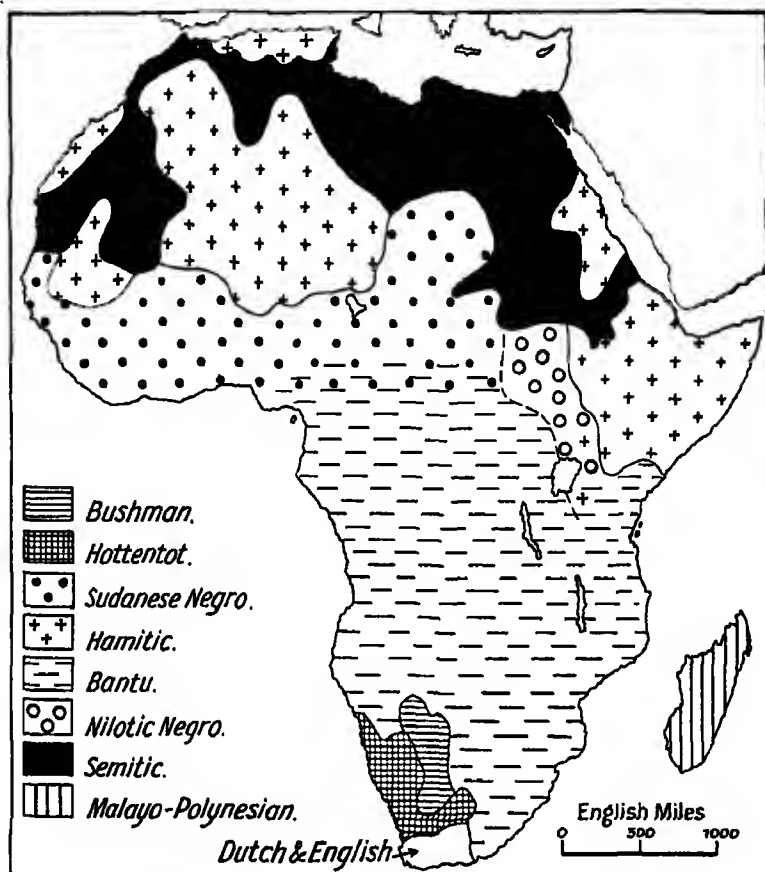 Bushman.
Hottentot.
Sudanese Negro.
Hamitic.
Bantu.
Nilotic Negro.
Semitic.
Malayo-Polynesian.
Dutch & English
English Miles
0 500 1000